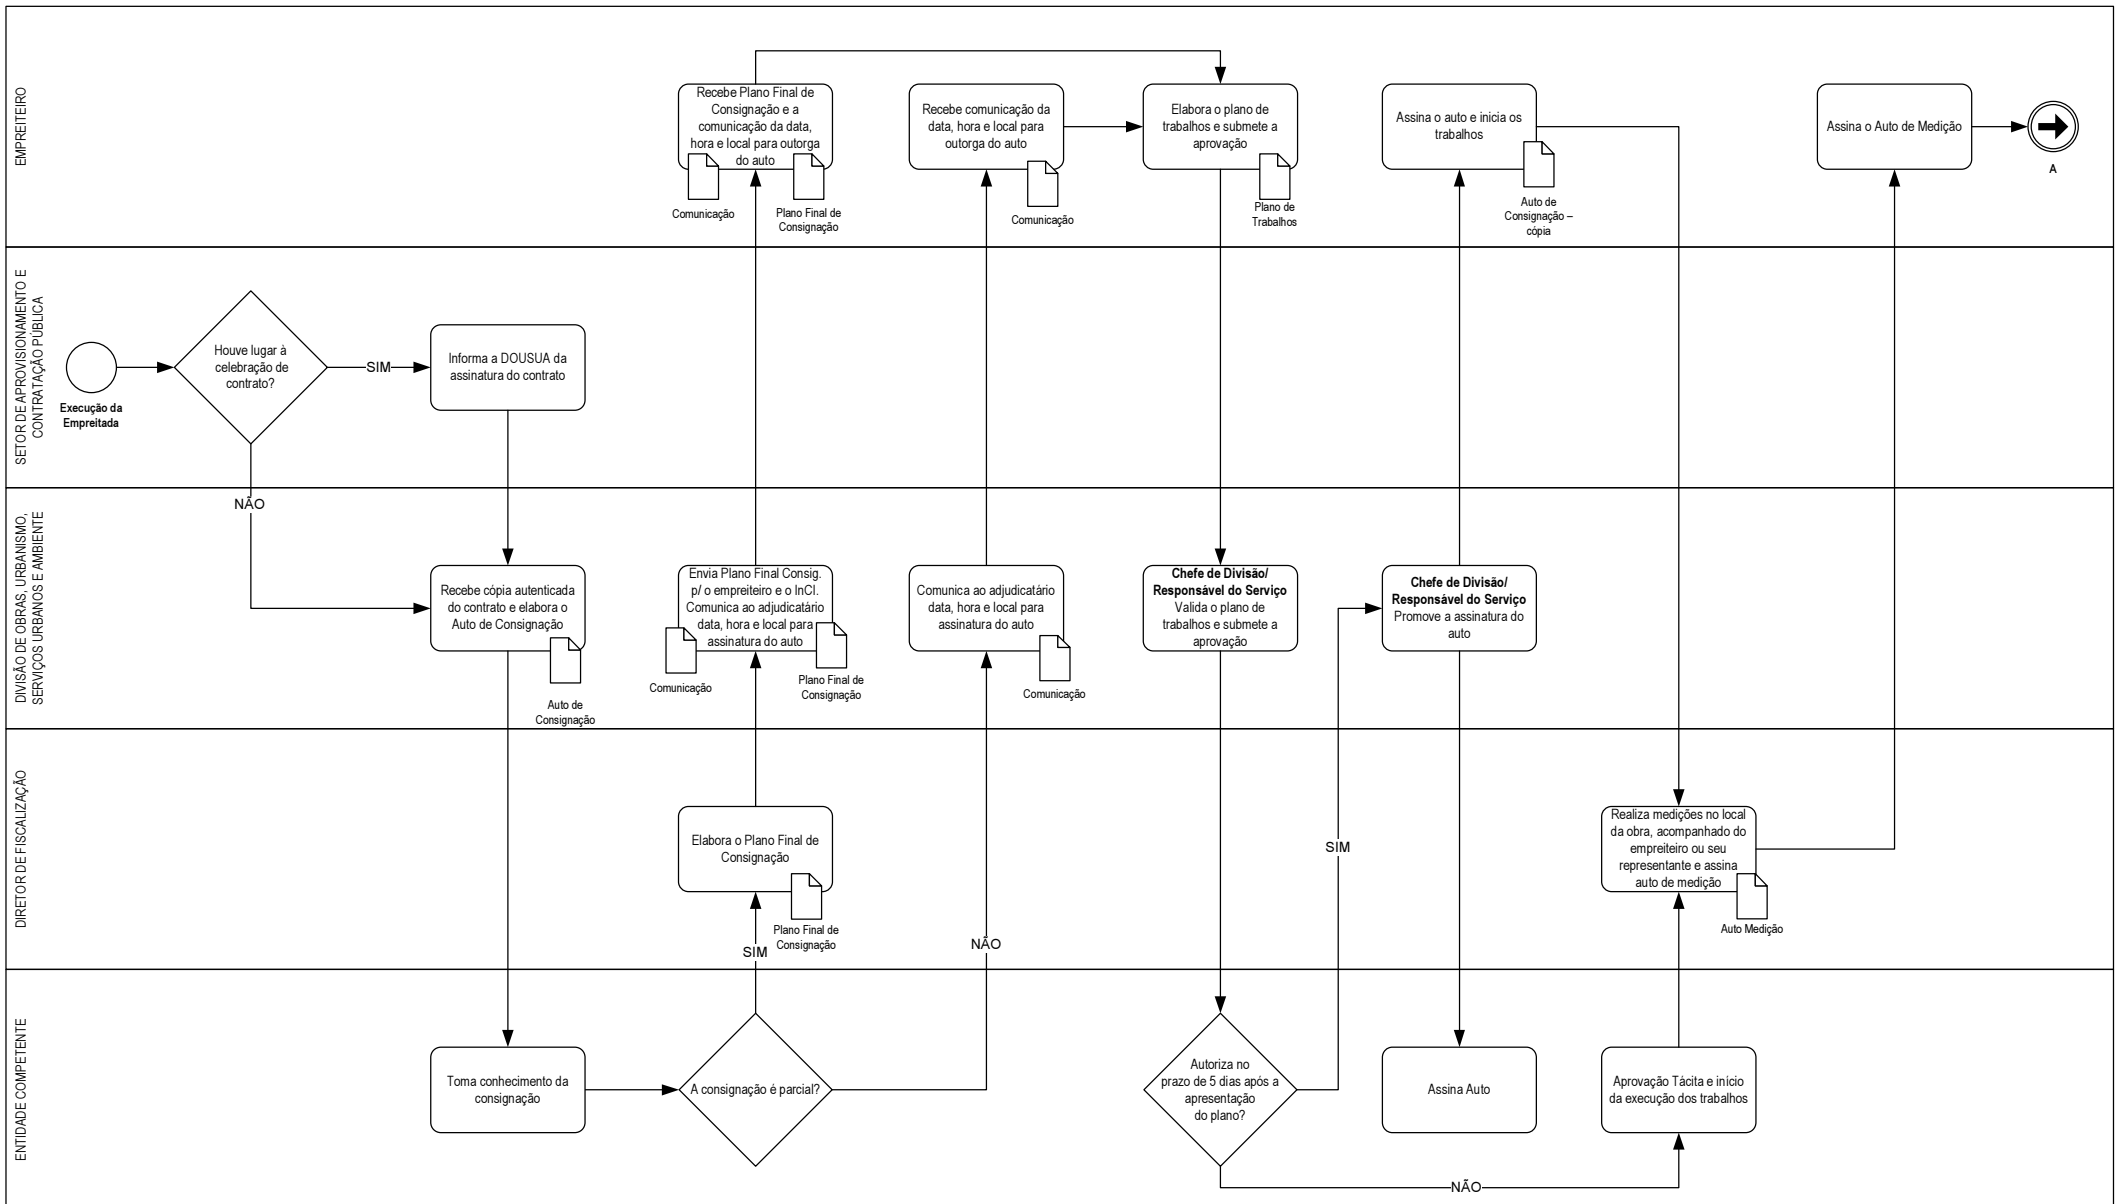 EMPREITEIRO
Recebe Plano Final de
Consignação e a
comunicação da data,
hora e local para outorga
do auto
Comunicação
Plano Final de
Consignação
Recebe comunicação da
data, hora e local para
outorga do auto
Comunicação
Elabora o plano de
trabalhos e submete a
aprovação
Plano de
Trabalhos
Assina o auto e inicia os
trabalhos
Auto de
Consignação –
cópia
Assina o Auto de Medição
A
SETOR DE APROVISIONAMENTO E
CONTRATAÇÃO PÚBLICA
Execução da
Empreitada
Houve lugar à
celebração de
contrato?
SIM
NÃO
Informa a DOUSUA da
assinatura do contrato
DIVISÃO DE OBRAS, URBANISMO,
SERVIÇOS URBANOS E AMBIENTE
Recebe cópia autenticada
do contrato e elabora o
Auto de Consignação
Auto de
Consignação
Envia Plano Final Consig.
p/ o empreiteiro e o InCI.
Comunica ao adjudicatário
data, hora e local para
assinatura do auto
Comunicação
Plano Final de
Consignação
Comunica ao adjudicatário
data, hora e local para
assinatura do auto
Comunicação
Chefe de Divisão/
Responsável do Serviço
Valida o plano de
trabalhos e submete a
aprovação
Chefe de Divisão/
Responsável do Serviço
Promove a assinatura do
auto
DIRETOR DE FISCALIZAÇÃO
Elabora o Plano Final de
Consignação
Plano Final de
Consignação
SIM
NÃO
SIM
Realiza medições no local
da obra, acompanhado do
empreiteiro ou seu
representante e assina
auto de medição
Auto Medição
ENTIDADE COMPETENTE
Toma conhecimento da
consignação
A consignação é parcial?
Autoriza no
prazo de 5 dias após a
apresentação
do plano?
Assina Auto
Aprovação Tácita e início
da execução dos trabalhos
NÃO